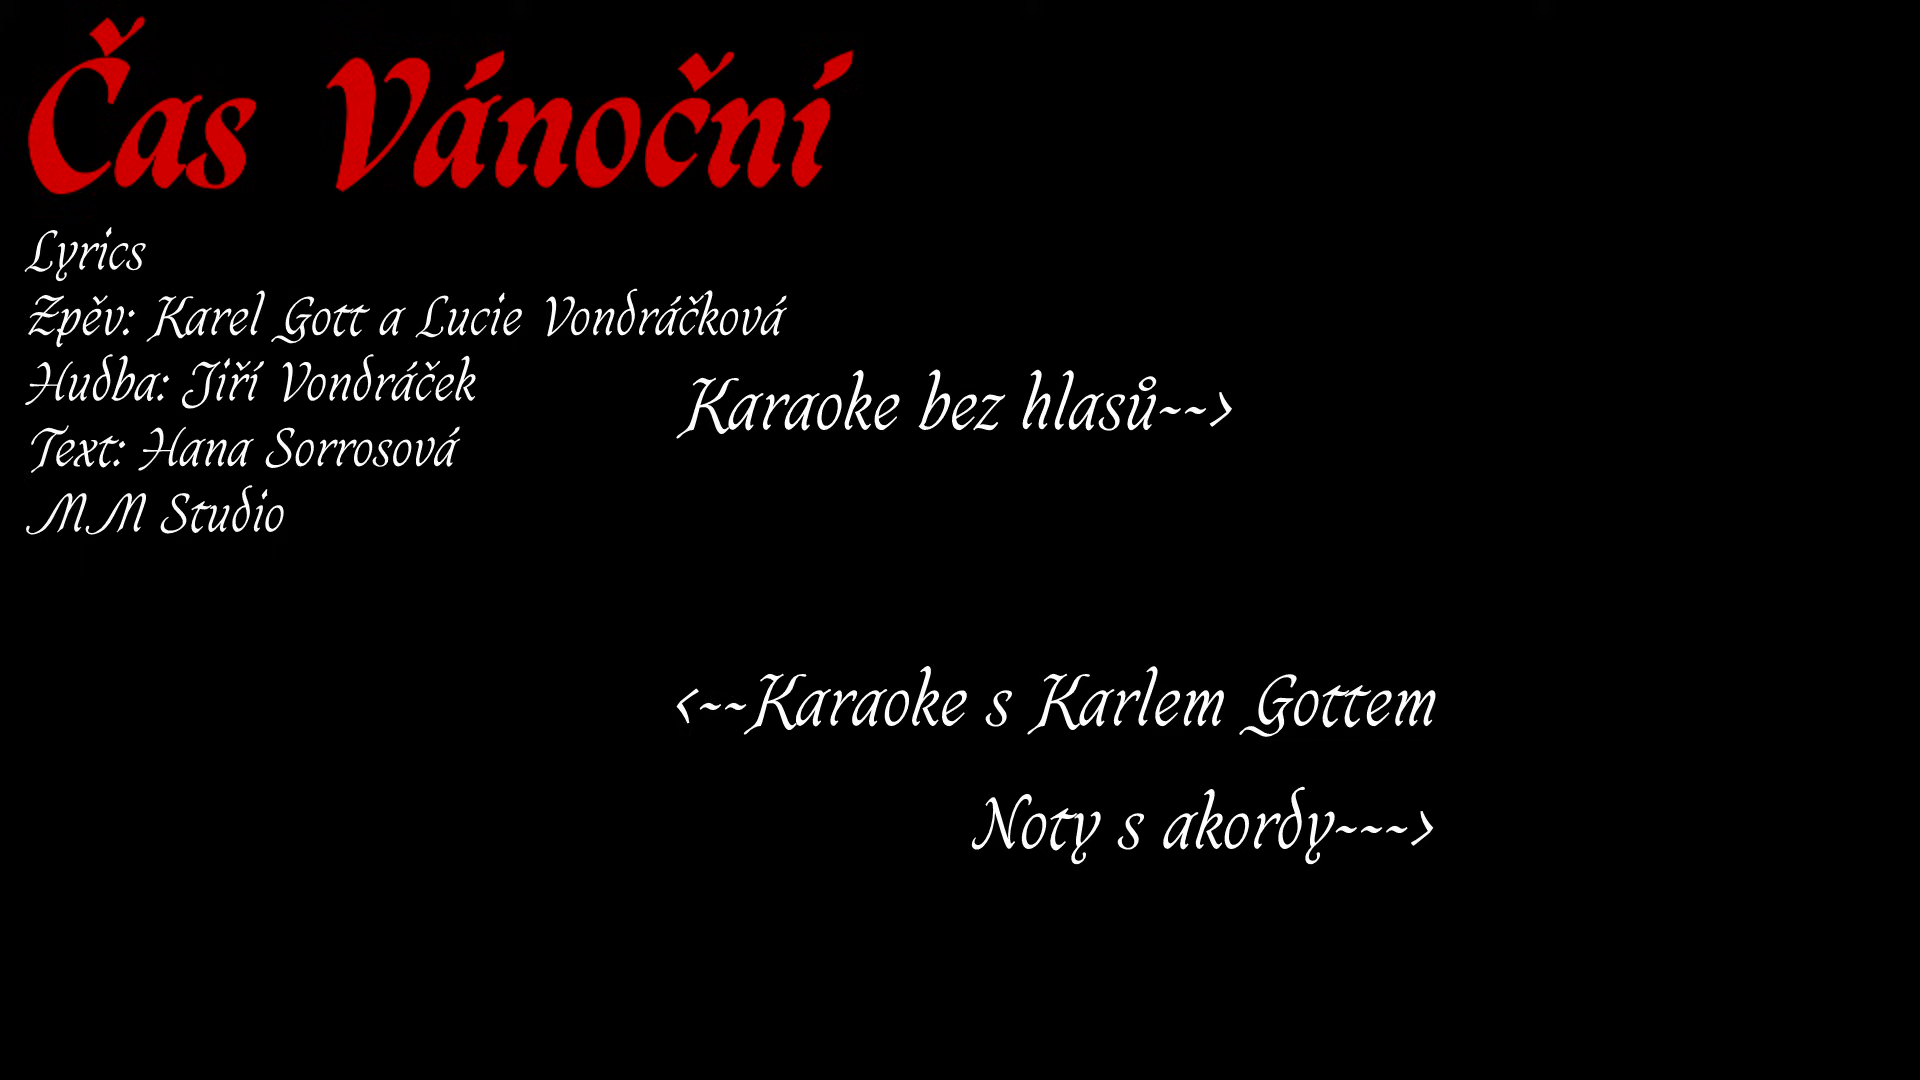 Čas Vánoční
Lyrics
Zpěv: Karel Gott a Lucie Vondráčková
Hudba: Jiří Vondráček
Text: Hana Sorrosová
MM Studio
Karaoke bez hlasů~~>
<~~Karaoke s Karlem Gottem
Noty s akordy~~~>